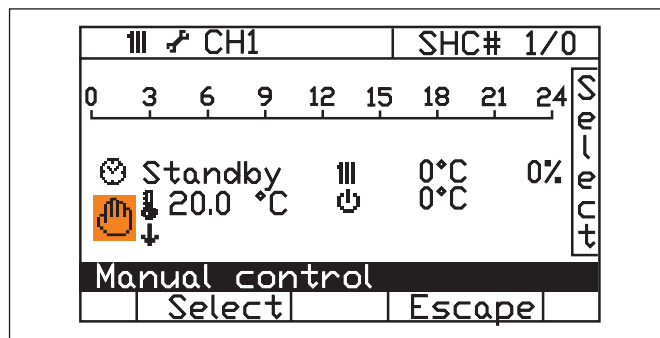 CH1 SHC# 1/0
0 3 6 9 12 15 18 21 24
Select
Standby 0°C 0%
20.0 °C 0°C
Manual control
Select Escape